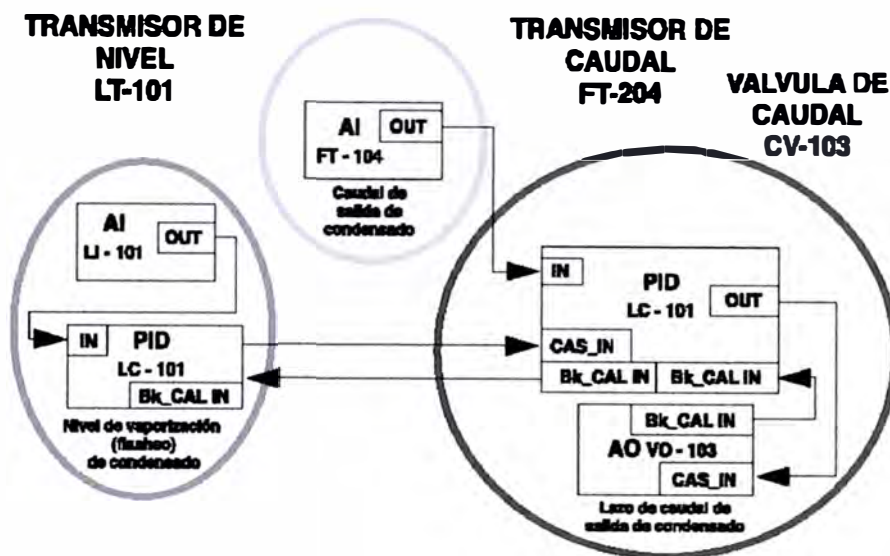 TRANSMISOR DE
NIVEL
LT-101
TRANSMISOR DE
CAUDAL
FT-204
VALVULA DE
CAUDAL
CV-103
AI
OUT
FT - 104
Caudal de
salida de
condensado
AI
OUT
LI - 101
IN
PID
LC - 101
Bk_CAL IN
Nivel de vaporización
(flasheo)
de condensado
IN
PID
LC - 101
OUT
CAS_IN
Bk_CAL IN
Bk_CAL IN
Bk_CAL IN
AO VO - 103
CAS_IN
Lazo de caudal de
salida de condensado